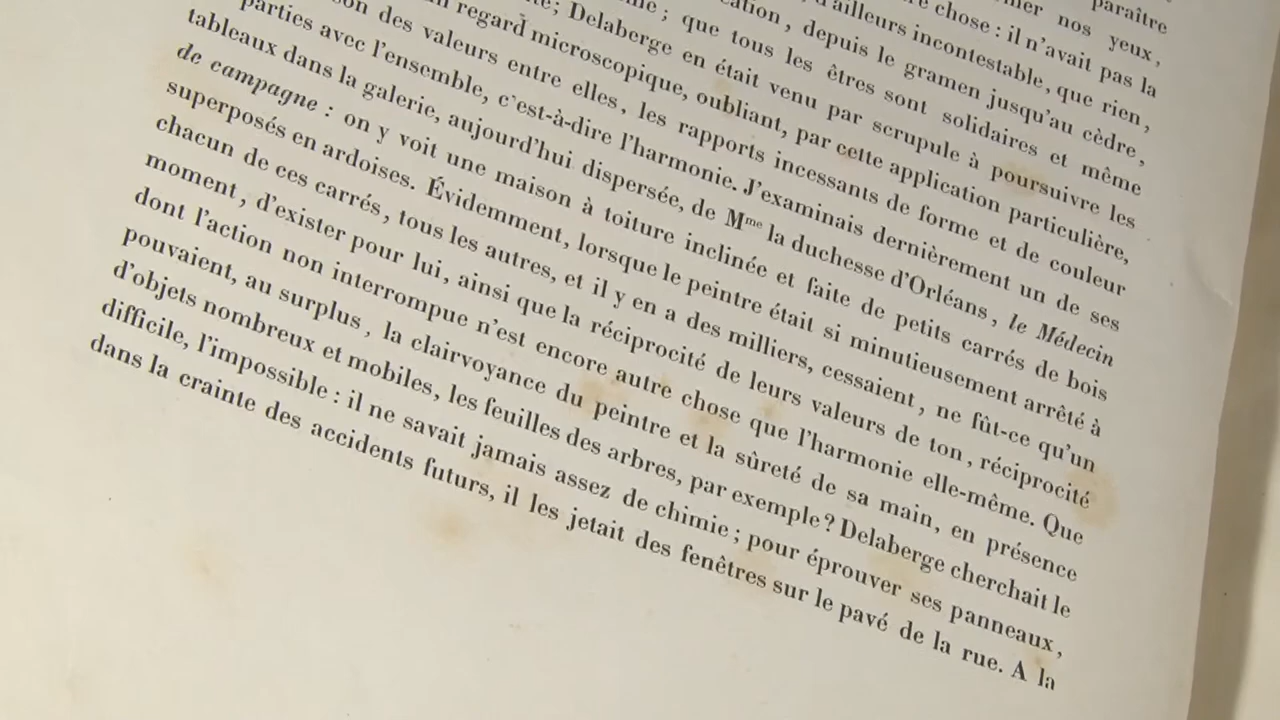 paraître
nos yeux,
chose : il n'avait pas la
d'ailleurs incontestable, que rien,
depuis le gramen jusqu'au cèdre,
; que tous les êtres sont solidaires et même
; Delaberge en était venu par scrupule à poursuivre les
regard microscopique, oubliant, par cette application particulière,
des valeurs entre elles, les rapports incessants de forme et de couleur
parties avec l'ensemble, c'est-à-dire l'harmonie. J'examinais dernièrement un de ses
tableaux dans la galerie, aujourd'hui dispersée, de Mme la duchesse d'Orléans, le Médecin
de campagne : on y voit une maison à toiture inclinée et faite de petits carrés de bois
superposés en ardoises. Évidemment, lorsque le peintre était si minutieusement arrêté à
chacun de ces carrés, tous les autres, et il y en a des milliers, cessaient, ne fût-ce qu'un
moment, d'exister pour lui, ainsi que la réciprocité de leurs valeurs de ton, réciprocité
dont l'action non interrompue n'est encore autre chose que l'harmonie elle-même. Que
pouvaient, au surplus, la clairvoyance du peintre et la sûreté de sa main, en présence
d'objets nombreux et mobiles, les feuilles des arbres, par exemple ? Delaberge cherchait le
difficile, l'impossible : il ne savait jamais assez de chimie ; pour éprouver ses panneaux,
dans la crainte des accidents futurs, il les jetait des fenêtres sur le pavé de la rue. A la